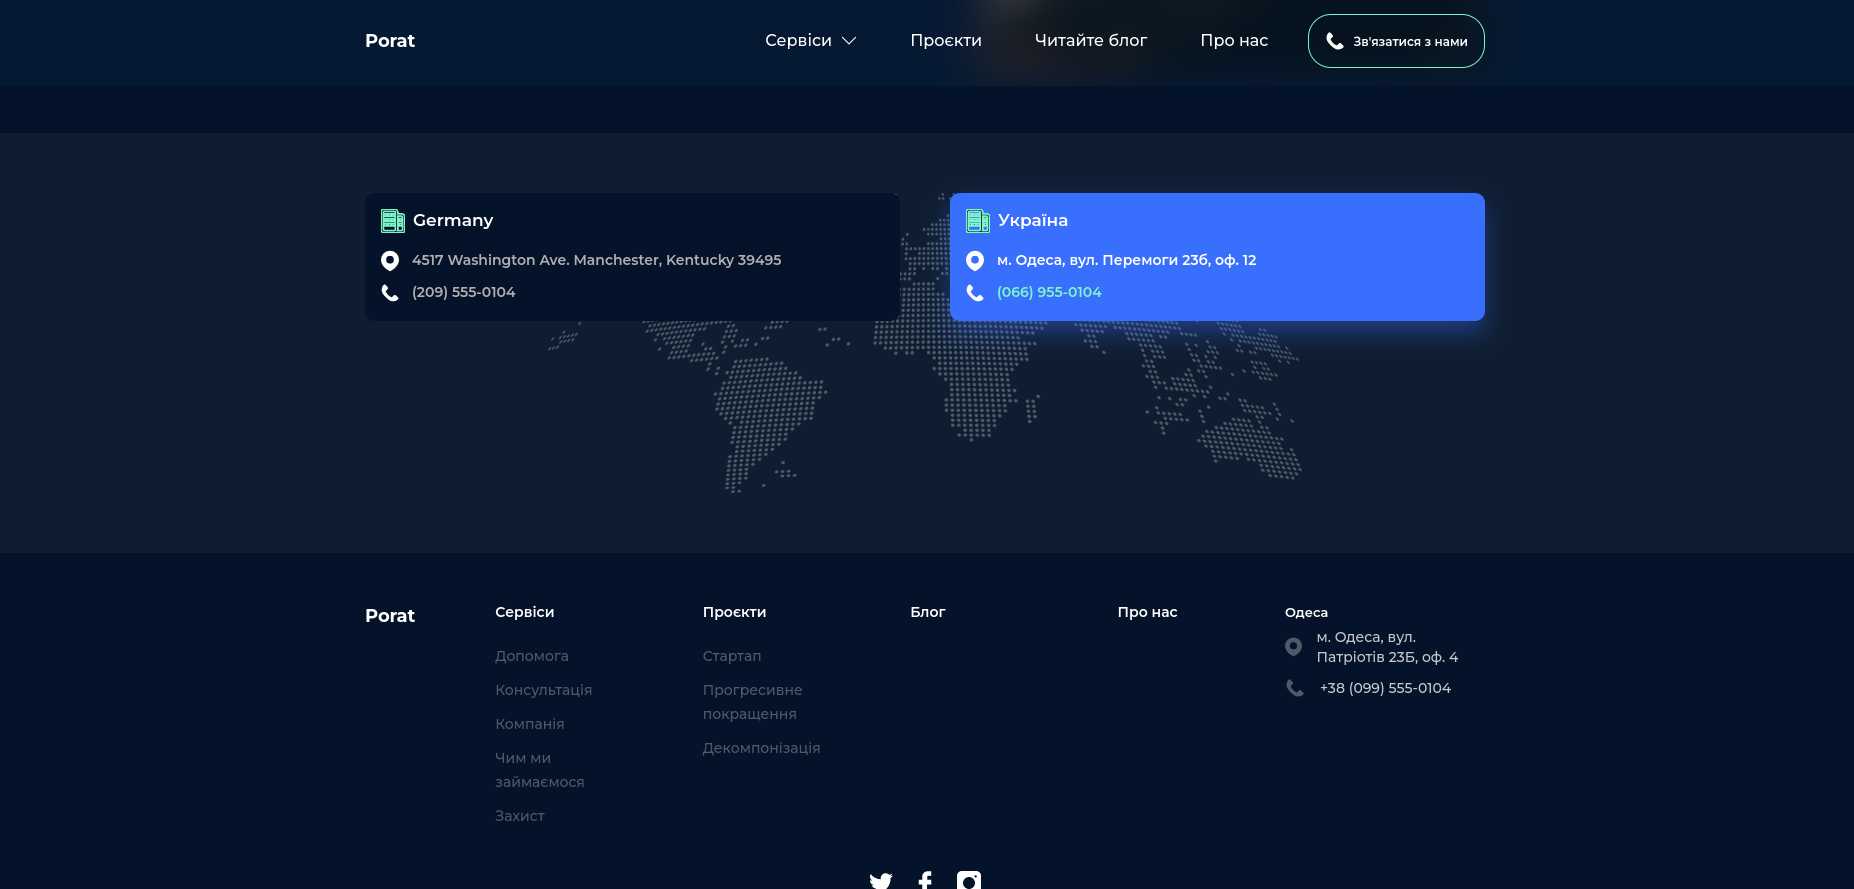 Porat
Сервіси
Проєкти
Читайте блог
Про нас
Зв'язатися з нами
Germany
4517 Washington Ave. Manchester, Kentucky 39495
(209) 555-0104
Україна
м. Одеса, вул. Перемоги 23б, оф. 12
(066) 955-0104
Porat
Сервіси
Допомога
Консультація
Компанія
Чим ми
займаємося
Захист
Проєкти
Стартап
Прогресивне
покращення
Декомпонізація
Блог
Про нас
Одеса
м. Одеса, вул.
Патріотів 23Б, оф. 4
+38 (099) 555-0104